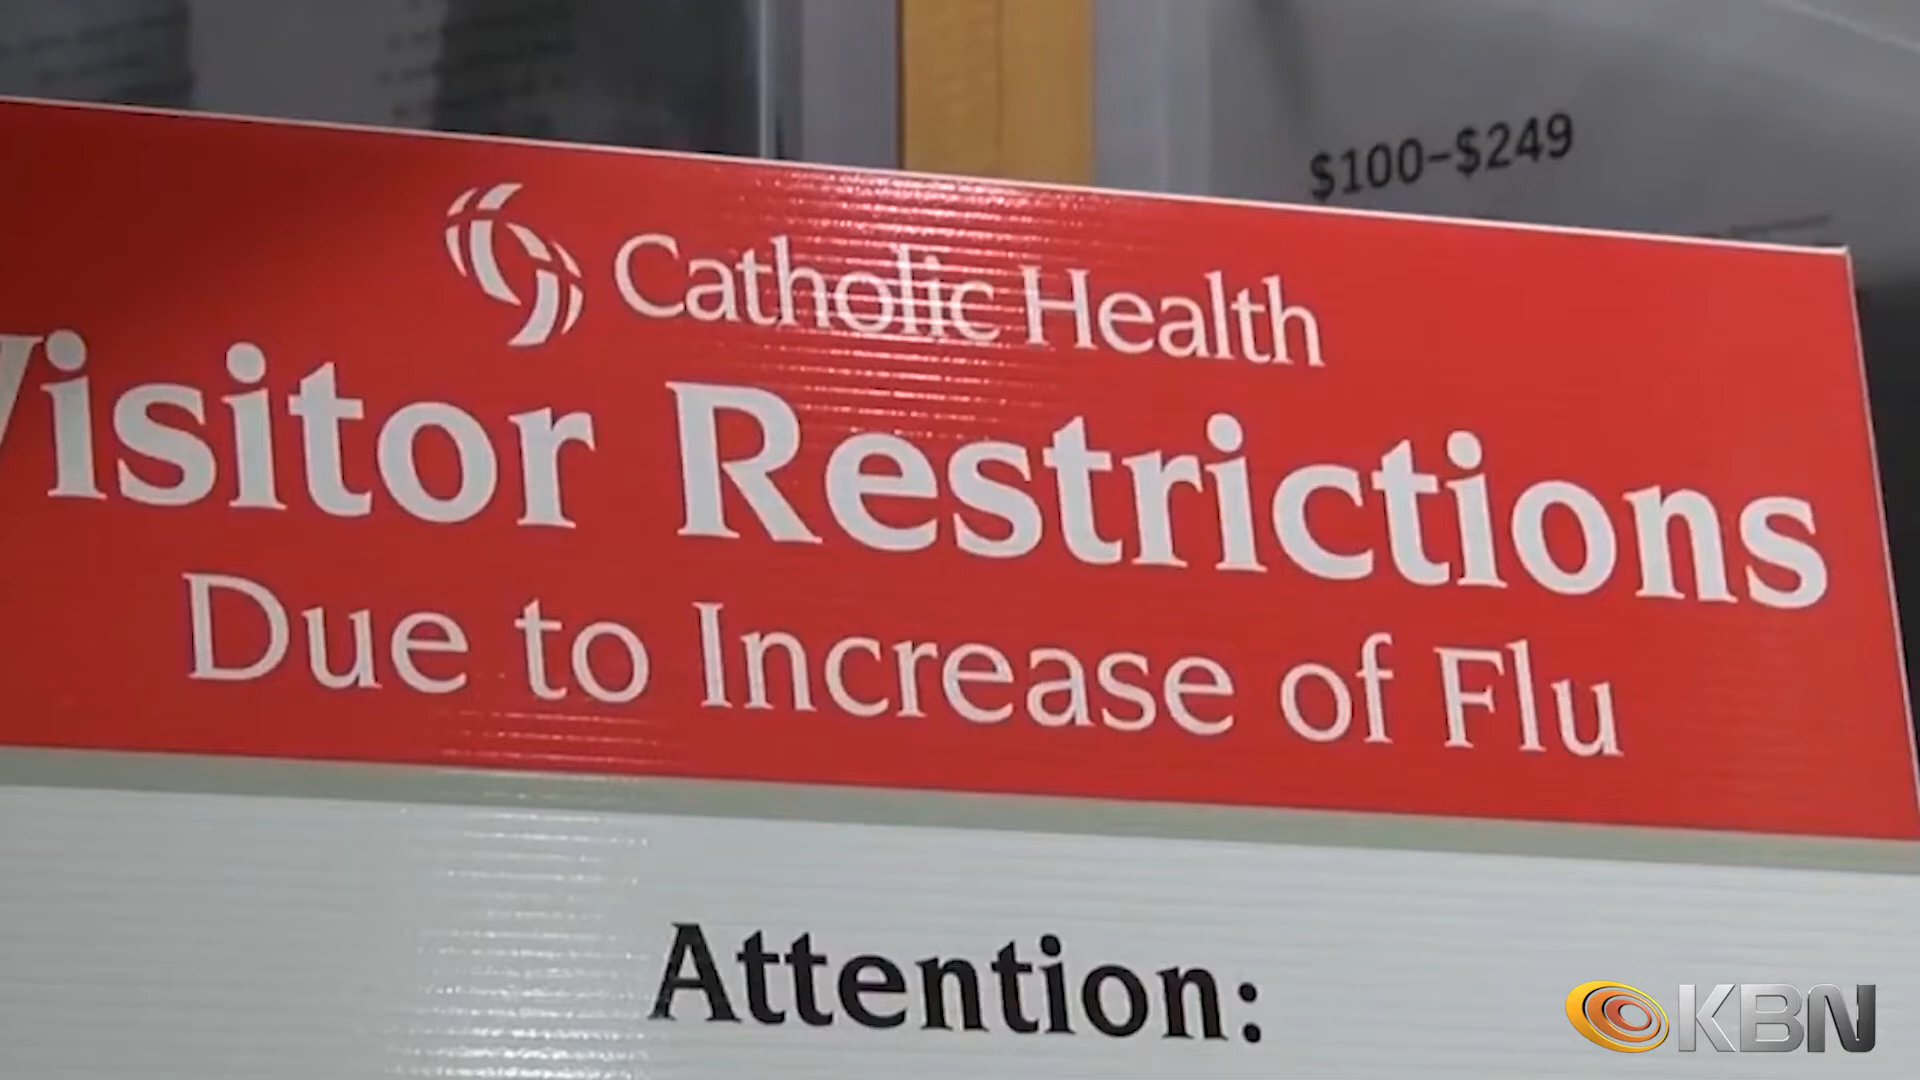 $100–$249
Catholic Health
Visitor Restrictions
Due to Increase of Flu
Attention:
KBN